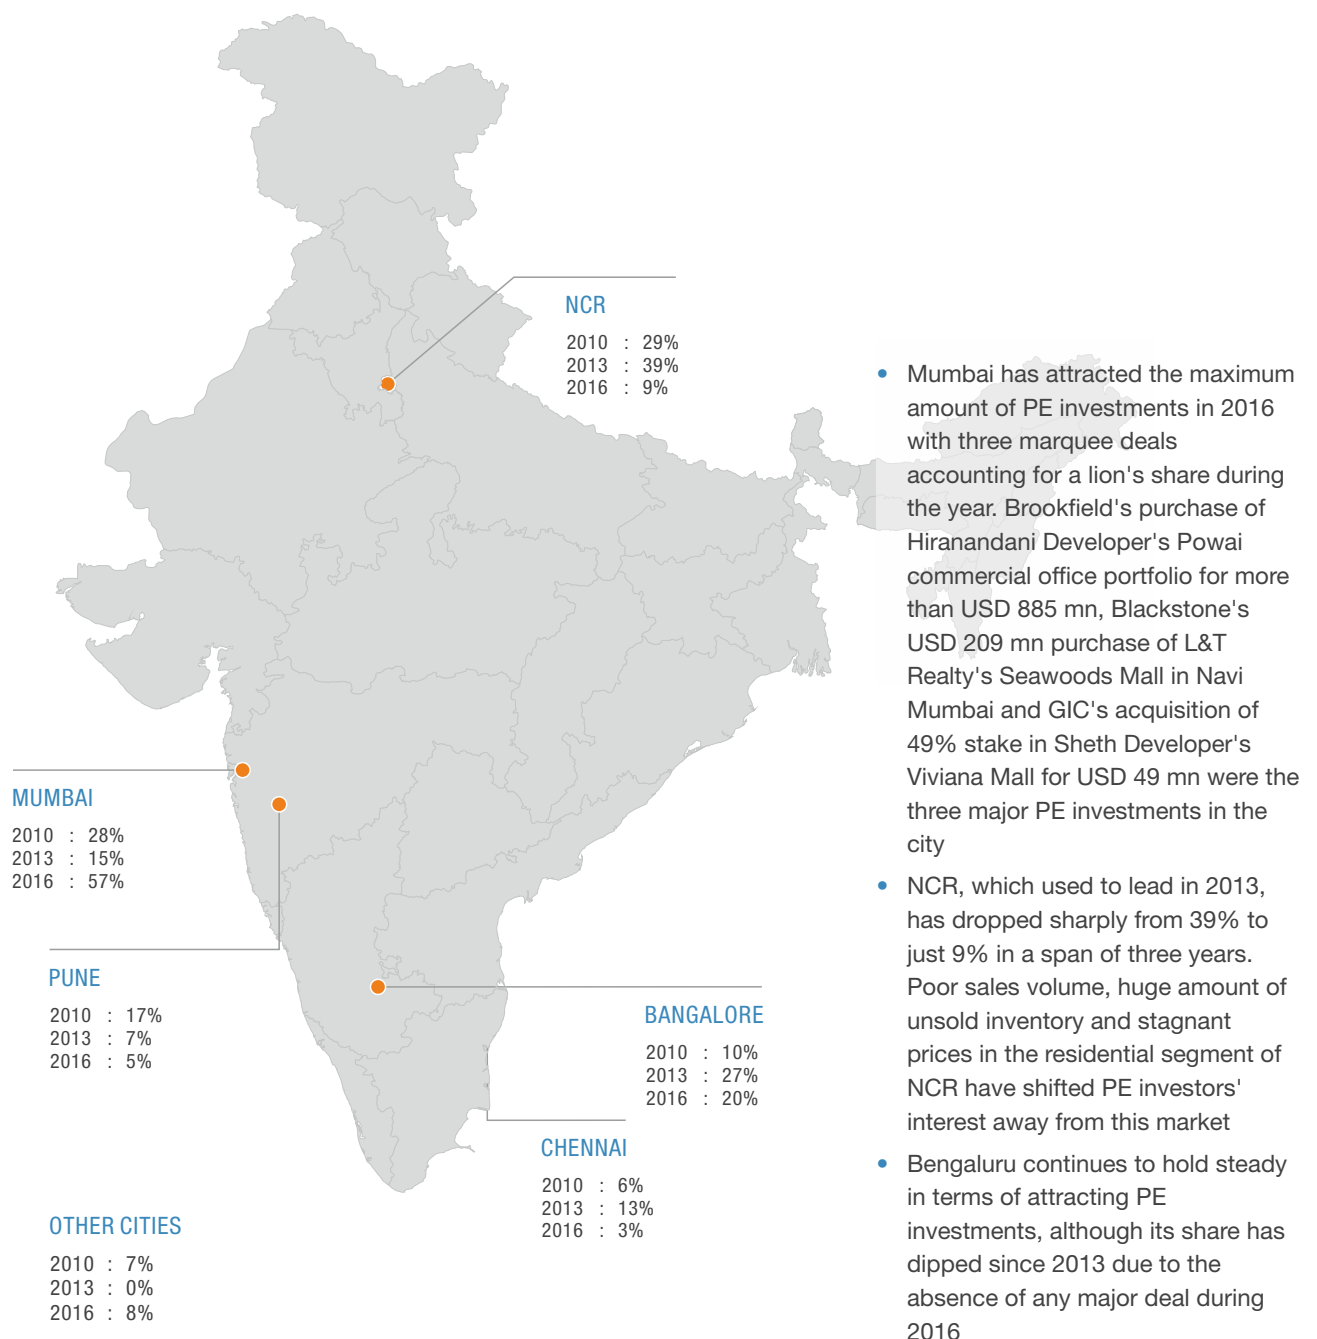 NCR
2010 : 29%
2013 : 39%
2016 : 9%
MUMBAI
2010 : 28%
2013 : 15%
2016 : 57%
PUNE
2010 : 17%
2013 : 7%
2016 : 5%
BANGALORE
2010 : 10%
2013 : 27%
2016 : 20%
CHENNAI
2010 : 6%
2013 : 13%
2016 : 3%
OTHER CITIES
2010 : 7%
2013 : 0%
2016 : 8%
• Mumbai has attracted the maximum
amount of PE investments in 2016
with three marquee deals
accounting for a lion's share during
the year. Brookfield's purchase of
Hiranandani Developer's Powai
commercial office portfolio for more
than USD 885 mn, Blackstone's
USD 209 mn purchase of L&T
Realty's Seawoods Mall in Navi
Mumbai and GIC's acquisition of
49% stake in Sheth Developer's
Viviana Mall for USD 49 mn were the
three major PE investments in the
city
• NCR, which used to lead in 2013,
has dropped sharply from 39% to
just 9% in a span of three years.
Poor sales volume, huge amount of
unsold inventory and stagnant
prices in the residential segment of
NCR have shifted PE investors'
interest away from this market
• Bengaluru continues to hold steady
in terms of attracting PE
investments, although its share has
dipped since 2013 due to the
absence of any major deal during
2016